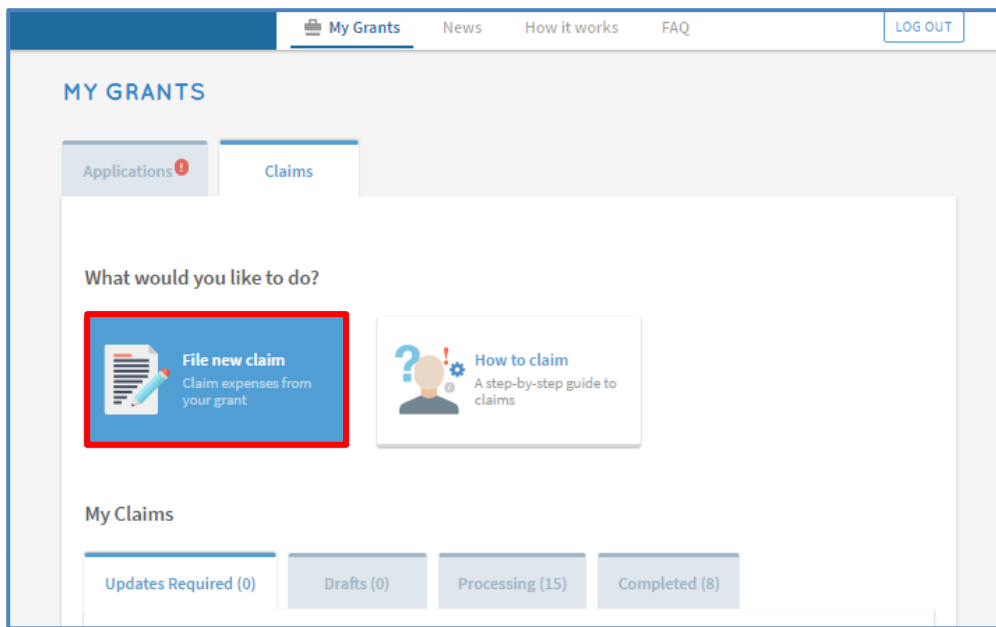 My Grants News How it works FAQ LOG OUT
MY GRANTS
Applications Claims
What would you like to do?
File new claim
Claim expenses from
your grant
How to claim
A step-by-step guide to
claims
My Claims
Updates Required (0) Drafts (0) Processing (15) Completed (8)